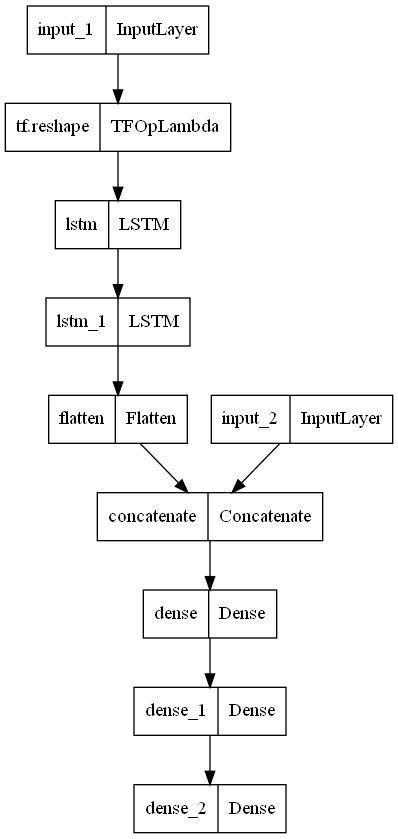 input_1 InputLayer
tf.reshape TFOpLambda
lstm LSTM
lstm_1 LSTM
flatten Flatten input_2 InputLayer
concatenate Concatenate
dense Dense
dense_1 Dense
dense_2 Dense